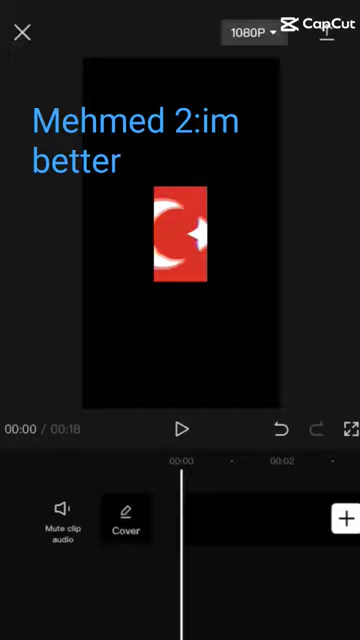 CapCut
1080P
Mehmed 2:im
better
00:00 / 00:18
00:00
00:02
Mute clip
audio
Cover